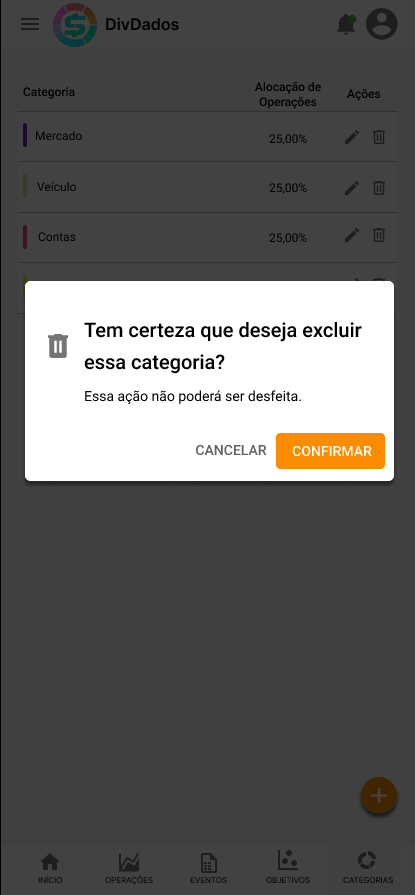 DivDados
Categoria
Alocação de
Operações
Ações
Mercado
25,00%
Veículo
25,00%
Contas
25,00%
Tem certeza que deseja excluir
essa categoria?
Essa ação não poderá ser desfeita.
CANCELAR
CONFIRMAR
INÍCIO
OPERAÇÕES
EVENTOS
OBJETIVOS
CATEGORIAS